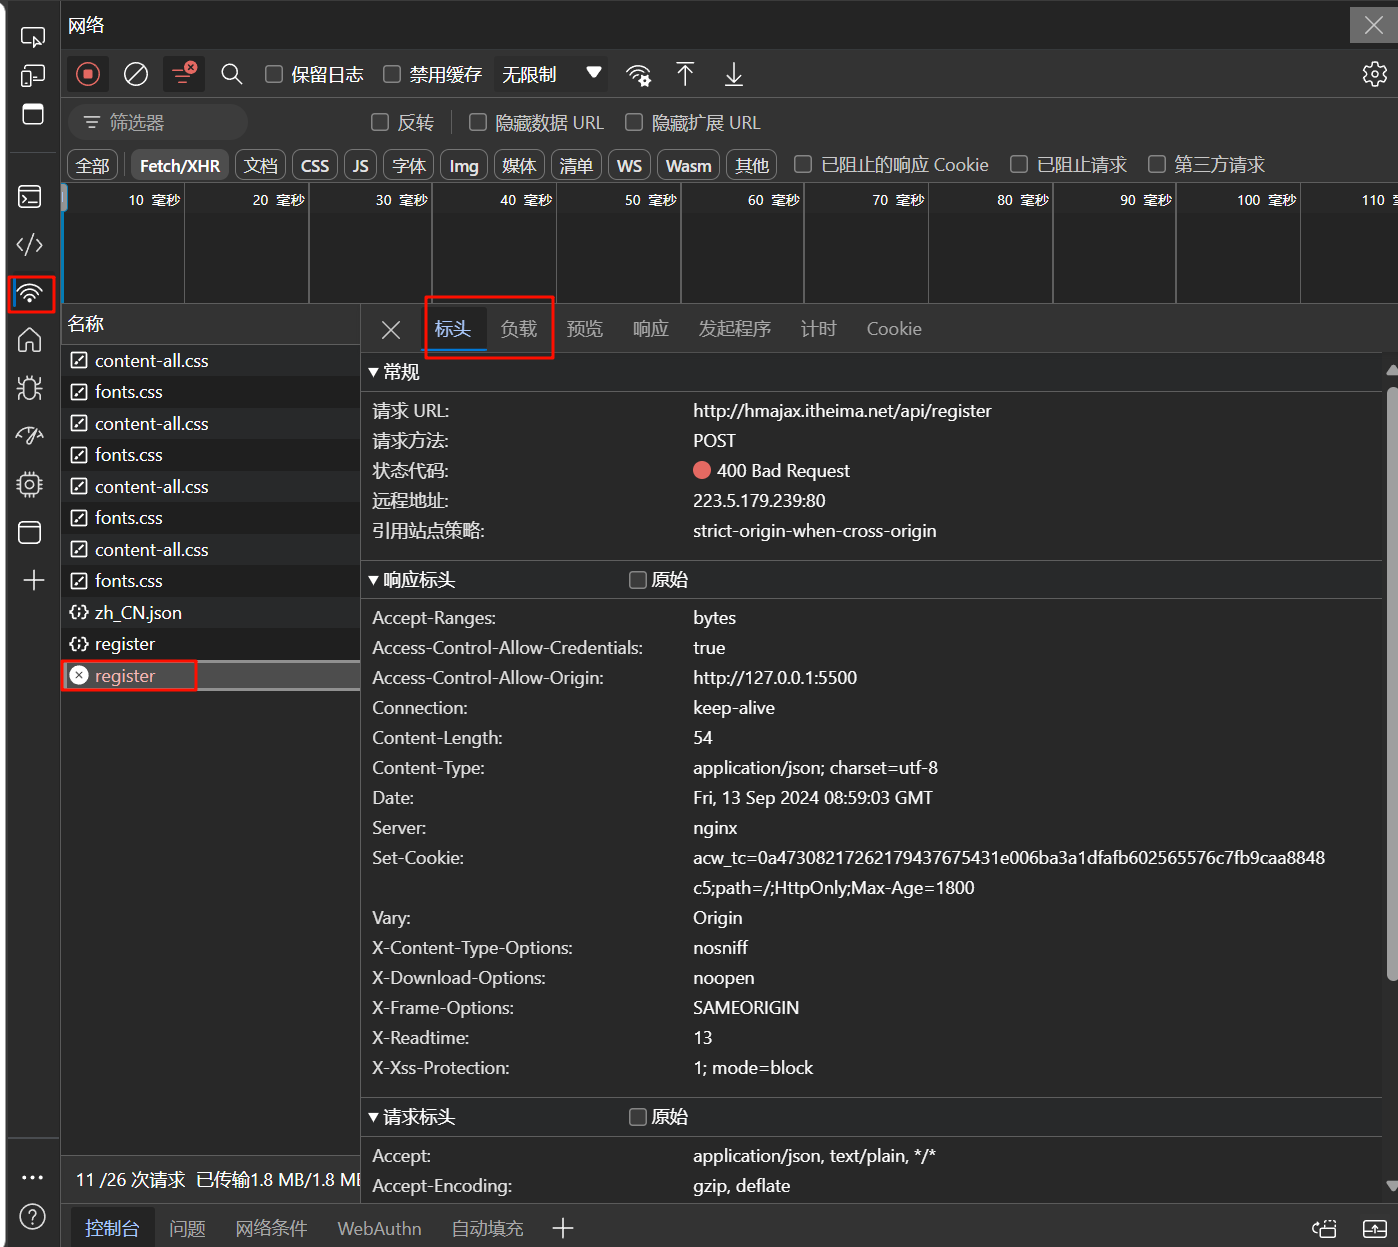 网络
保留日志 禁用缓存 无限制
筛选器 反转 隐藏数据 URL 隐藏扩展 URL
全部 Fetch/XHR 文档 CSS JS 字体 Img 媒体 清单 WS Wasm 其他 已阻止的响应 Cookie 已阻止请求 第三方请求
10 毫秒 20 毫秒 30 毫秒 40 毫秒 50 毫秒 60 毫秒 70 毫秒 80 毫秒 90 毫秒 100 毫秒 110
名称
content-all.css
fonts.css
content-all.css
fonts.css
content-all.css
fonts.css
content-all.css
fonts.css
zh_CN.json
register
register
11 /26 次请求 已传输1.8 MB/1.8 MB
标头 负载 预览 响应 发起程序 计时 Cookie
常规
请求 URL: http://hmajax.itheima.net/api/register
请求方法: POST
状态代码: 400 Bad Request
远程地址: 223.5.179.239:80
引用站点策略: strict-origin-when-cross-origin
响应标头 原始
Accept-Ranges: bytes
Access-Control-Allow-Credentials: true
Access-Control-Allow-Origin: http://127.0.0.1:5500
Connection: keep-alive
Content-Length: 54
Content-Type: application/json; charset=utf-8
Date: Fri, 13 Sep 2024 08:59:03 GMT
Server: nginx
Set-Cookie: acw_tc=0a47308217262179437675431e006ba3a1dfafb602565576c7fb9caa8848
c5;path=/;HttpOnly;Max-Age=1800
Vary: Origin
X-Content-Type-Options: nosniff
X-Download-Options: noopen
X-Frame-Options: SAMEORIGIN
X-Readtime: 13
X-Xss-Protection: 1; mode=block
请求标头 原始
Accept: application/json, text/plain, */*
Accept-Encoding: gzip, deflate
控制台 问题 网络条件 WebAuthn 自动填充